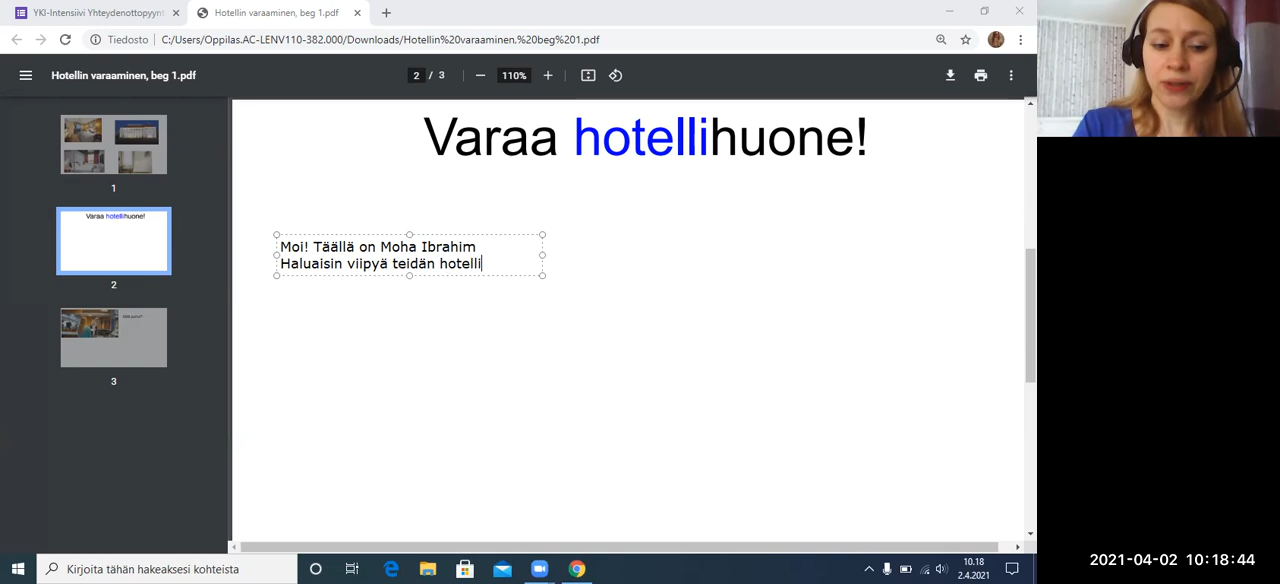 YKI-Intensiivi Yhteydenottopyynt
Hotellin varaaminen, beg 1.pdf
Tiedosto
C:/Users/Oppilas.AC-LENV110-382.000/Downloads/Hotellin%20varaaminen,%20beg%201.pdf
Hotellin varaaminen, beg 1.pdf
2 / 3
110%
Varaa hotellihuone!
1
Varaa hotellihuone!
2
3
Moi! Täällä on Moha Ibrahim
Haluaisin viipyä teidän hotelli
Kirjoita tähän hakeaksesi kohteista
10.18
2.4.2021
2021-04-02 10:18:44